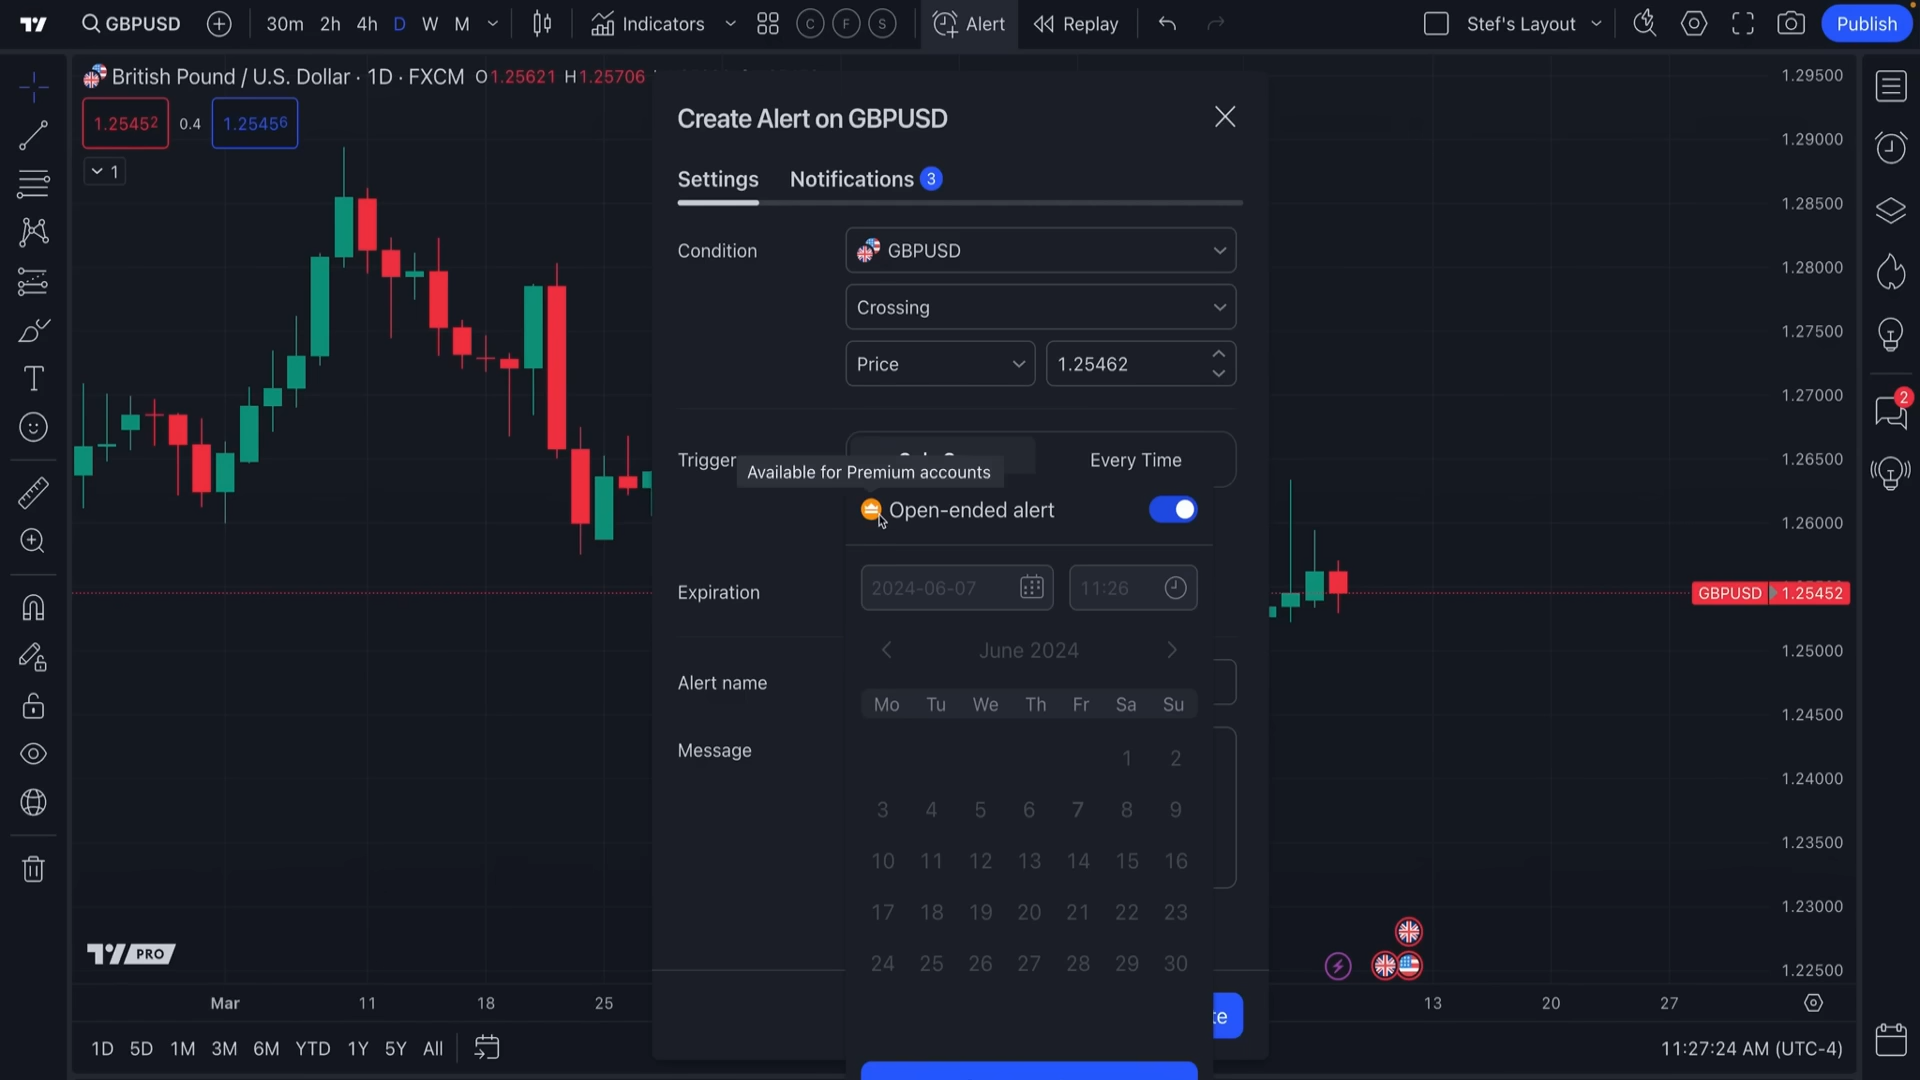 GBPUSD 30m 2h 4h D W M Indicators C F S Alert Replay Stef's Layout Publish
British Pound / U.S. Dollar · 1D · FXCM O1.25621 H1.25706
1.25452 0.4 1.25456
1
Create Alert on GBPUSD
Settings Notifications 3
Condition GBPUSD
Crossing
Price 1.25462
Trigger Every Time
Available for Premium accounts
Open-ended alert
Expiration 2024-06-07 11:26
June 2024
Alert name
Mo Tu We Th Fr Sa Su
Message
1 2
3 4 5 6 7 8 9
10 11 12 13 14 15 16
17 18 19 20 21 22 23
24 25 26 27 28 29 30
te
1.29500
1.29000
1.28500
1.28000
1.27500
1.27000
1.26500
1.26000
GBPUSD 1.25452
1.25000
1.24500
1.24000
1.23500
1.23000
1.22500
2
PRO
Mar 11 18 25 13 20 27
1D 5D 1M 3M 6M YTD 1Y 5Y All 11:27:24 AM (UTC-4)